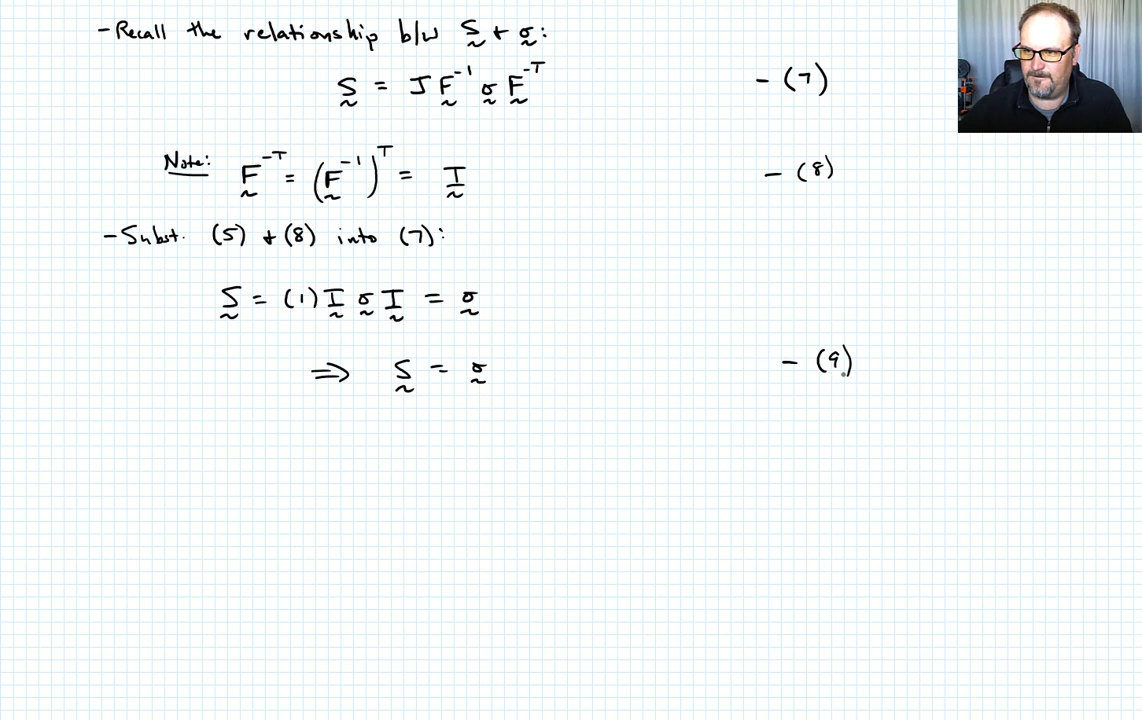 - Recall the relationship b/w S̰ + σ̰:
S̰ = J F̰⁻¹ σ̰ F̰⁻ᵀ - (7)
Note: F̰⁻ᵀ = (F̰⁻¹)ᵀ = Ḭ - (8)
- Subst. (5) + (8) into (7):
S̰ = (1) Ḭ σ̰ Ḭ = σ̰
⇒ S̰ = σ̰ - (9)